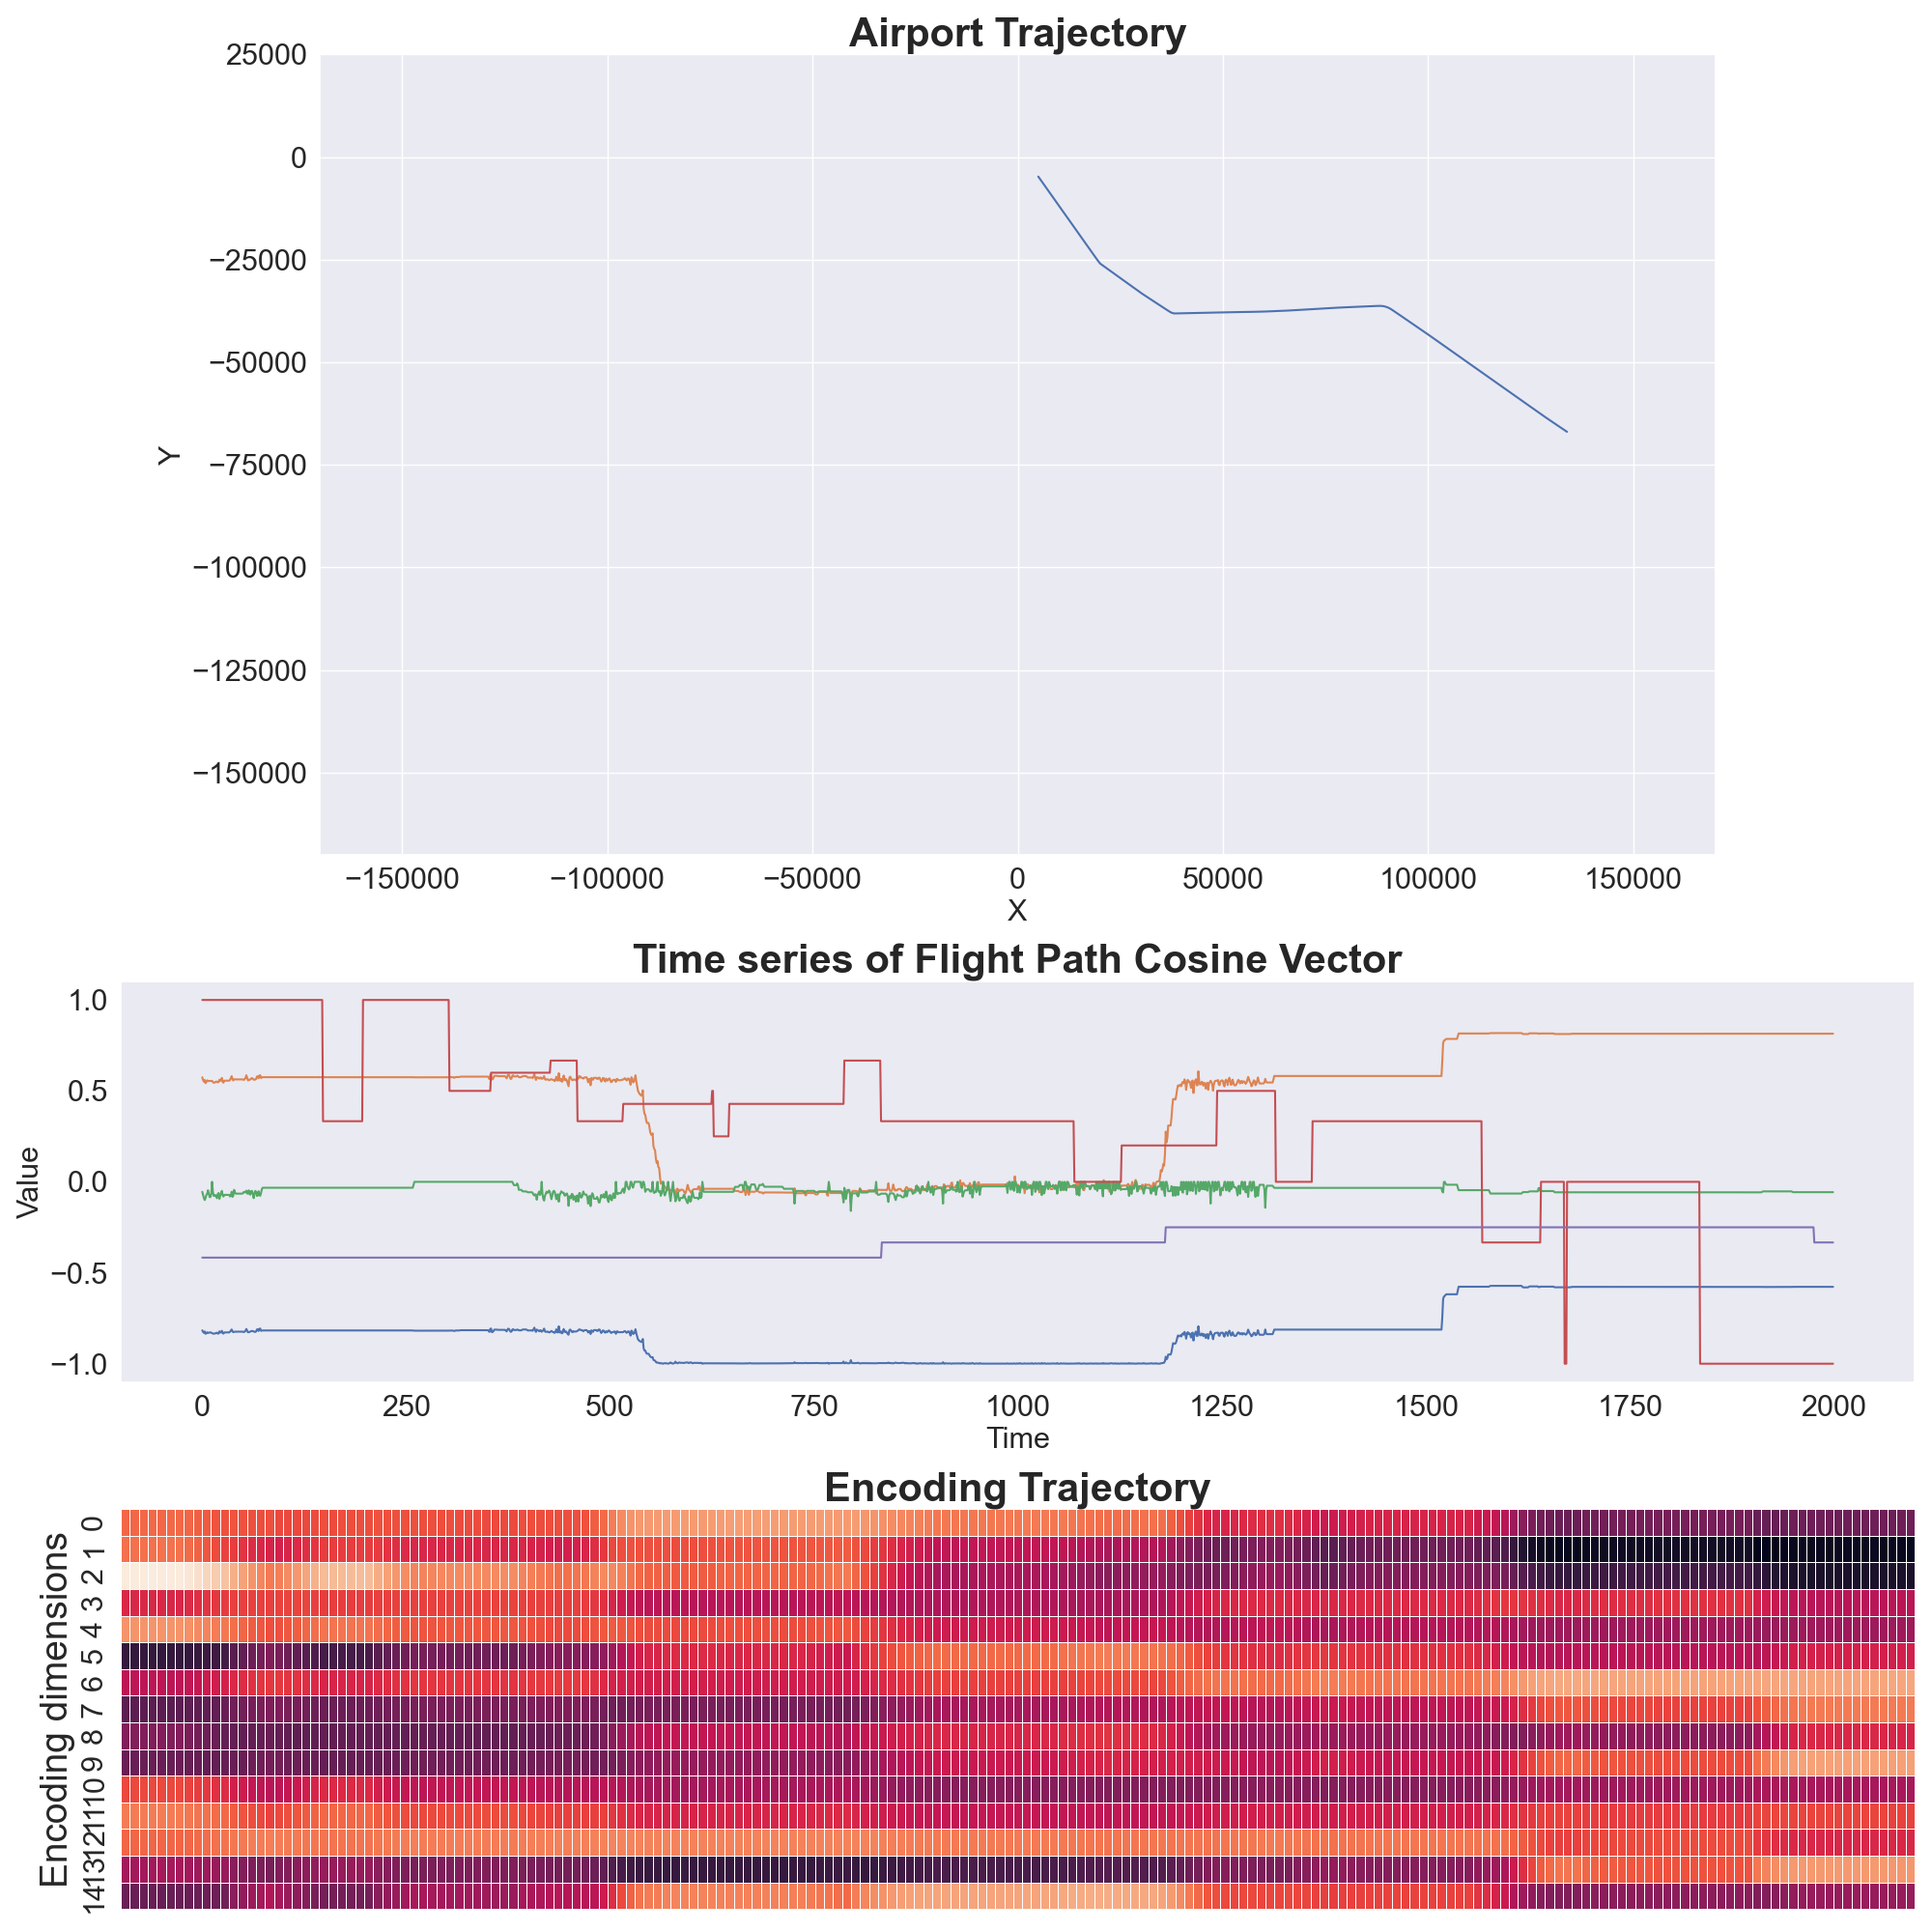 Airport Trajectory
25000
0
−25000
−50000
−75000
−100000
−125000
−150000
Y
−150000 −100000 −50000 0 50000 100000 150000
X
Time series of Flight Path Cosine Vector
1.0
0.5
0.0
−0.5
−1.0
Value
0 250 500 750 1000 1250 1500 1750 2000
Time
Encoding Trajectory
Encoding dimensions
0
1
2
3
4
5
6
7
8
9
10
11
12
13
14